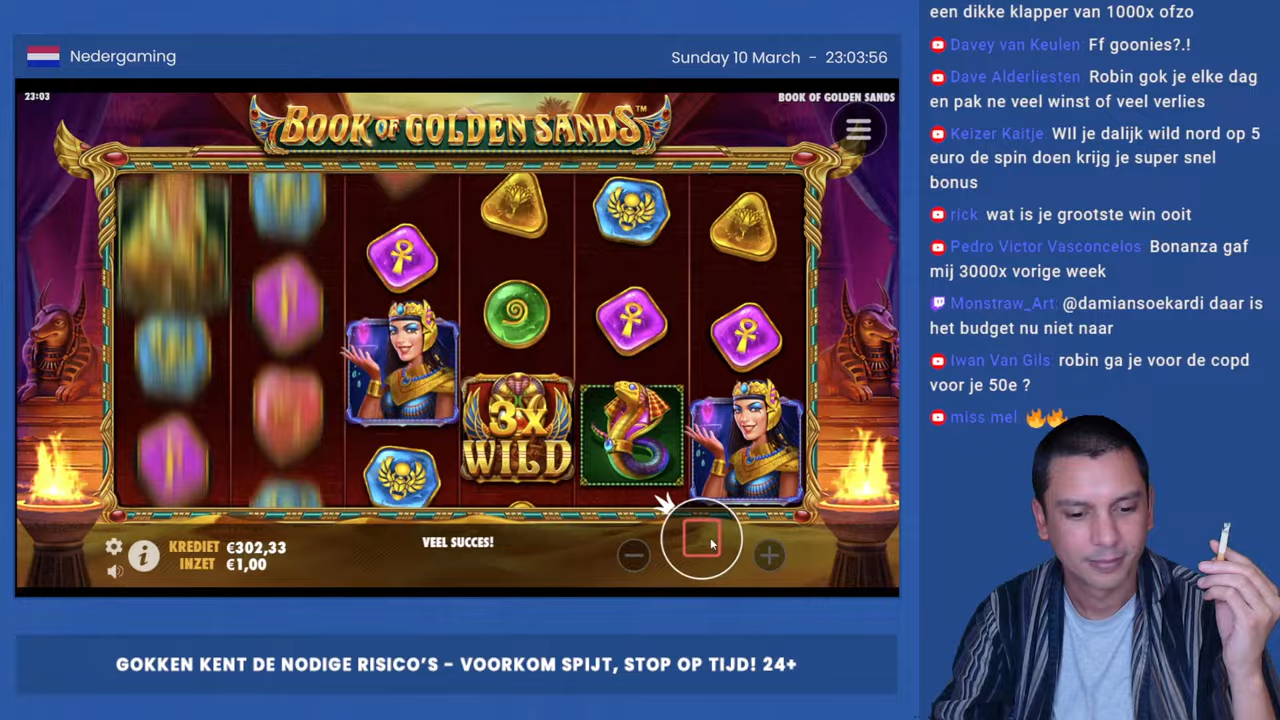 Nedergaming
Sunday 10 March - 23:03:56
23:03
BOOK OF GOLDEN SANDS
BOOK OF GOLDEN SANDS™
3x
WILD
KREDIET €302,33
INZET €1,00
VEEL SUCCES!
GOKKEN KENT DE NODIGE RISICO'S – VOORKOM SPIJT, STOP OP TIJD! 24+
een dikke klapper van 1000x ofzo
Davey van Keulen: Ff goonies?.!
Dave Alderliesten: Robin gok je elke dag
en pak ne veel winst of veel verlies
Keizer Kaitje: WIl je dalijk wild nord op 5
euro de spin doen krijg je super snel
bonus
rick: wat is je grootste win ooit
Pedro Victor Vasconcelos: Bonanza gaf
mij 3000x vorige week
Monstraw_Art: @damiansoekardi daar is
het budget nu niet naar
Iwan Van Gils: robin ga je voor de copd
voor je 50e ?
miss mel: 🔥🔥